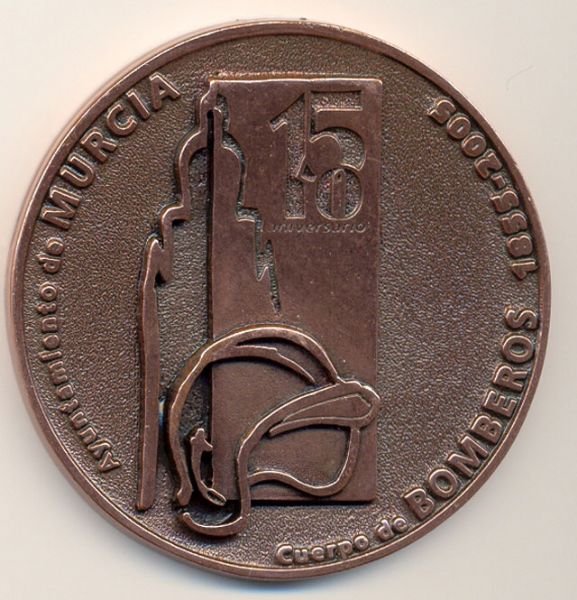 Ayuntamiento de MURCIA
150
aniversario
Cuerpo de BOMBEROS 1855-2005